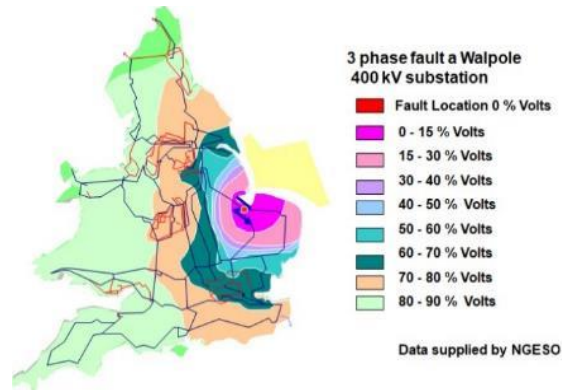 3 phase fault a Walpole
400 kV substation
Fault Location 0 % Volts
0 - 15 % Volts
15 - 30 % Volts
30 - 40 % Volts
40 - 50 % Volts
50 - 60 % Volts
60 - 70 % Volts
70 - 80 % Volts
80 - 90 % Volts
Data supplied by NGESO